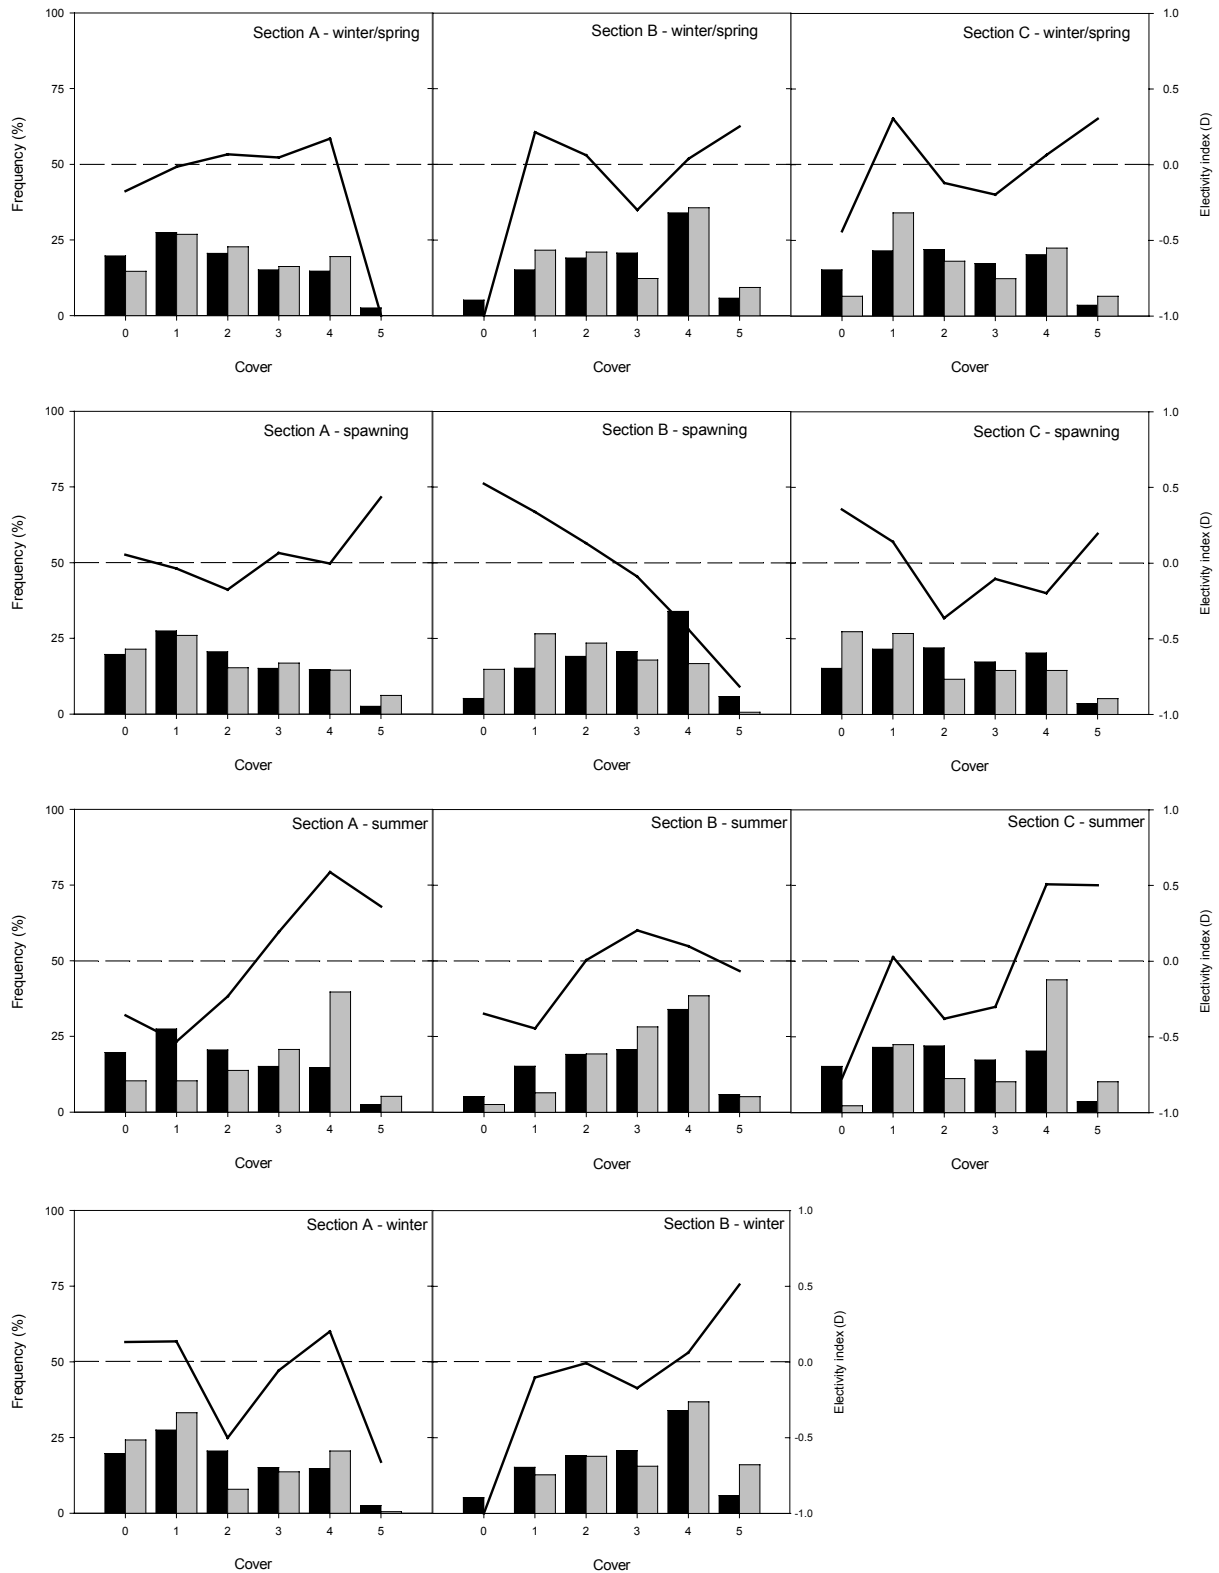 Section A - winter/spring
Section B - winter/spring
Section C - winter/spring
Frequency (%)
100
75
50
25
0
1.0
0.5
0.0
-0.5
-1.0
Electivity index (D)
0 1 2 3 4 5
0 1 2 3 4 5
0 1 2 3 4 5
Cover
Cover
Cover
Section A - spawning
Section B - spawning
Section C - spawning
Frequency (%)
100
75
50
25
0
1.0
0.5
0.0
-0.5
-1.0
Electivity index (D)
0 1 2 3 4 5
0 1 2 3 4 5
0 1 2 3 4 5
Cover
Cover
Cover
Section A - summer
Section B - summer
Section C - summer
Frequency (%)
100
75
50
25
0
1.0
0.5
0.0
-0.5
-1.0
Electivity index (D)
0 1 2 3 4 5
0 1 2 3 4 5
0 1 2 3 4 5
Cover
Cover
Cover
Section A - winter
Section B - winter
Frequency (%)
100
75
50
25
0
1.0
0.5
0.0
-0.5
-1.0
Electivity index (D)
0 1 2 3 4 5
0 1 2 3 4 5
Cover
Cover